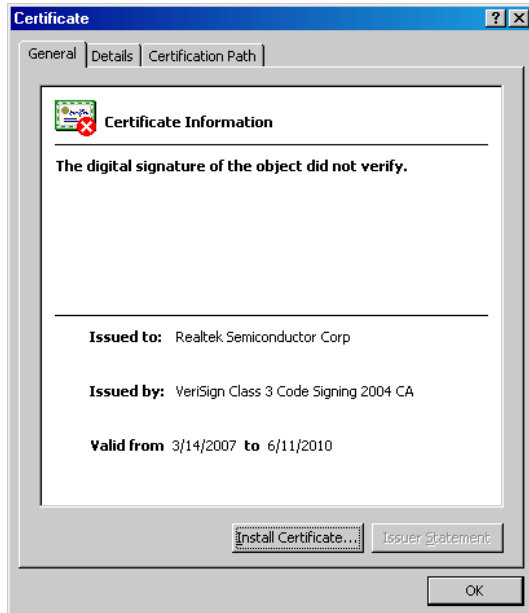 Certificate
General Details Certification Path
Certificate Information
The digital signature of the object did not verify.
Issued to: Realtek Semiconductor Corp
Issued by: VeriSign Class 3 Code Signing 2004 CA
Valid from 3/14/2007 to 6/11/2010
Install Certificate... Issuer Statement
OK